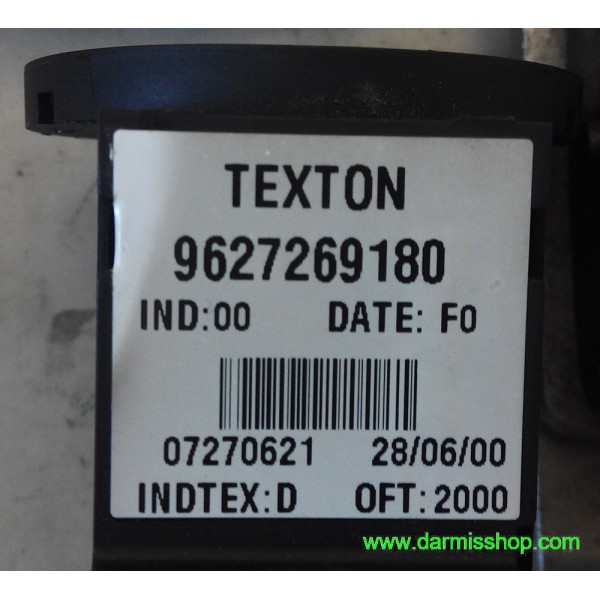 TEXTON
9627269180
IND:00 DATE: F0
07270621 28/06/00
INDTEX:D OFT:2000
www.darmisshop.com